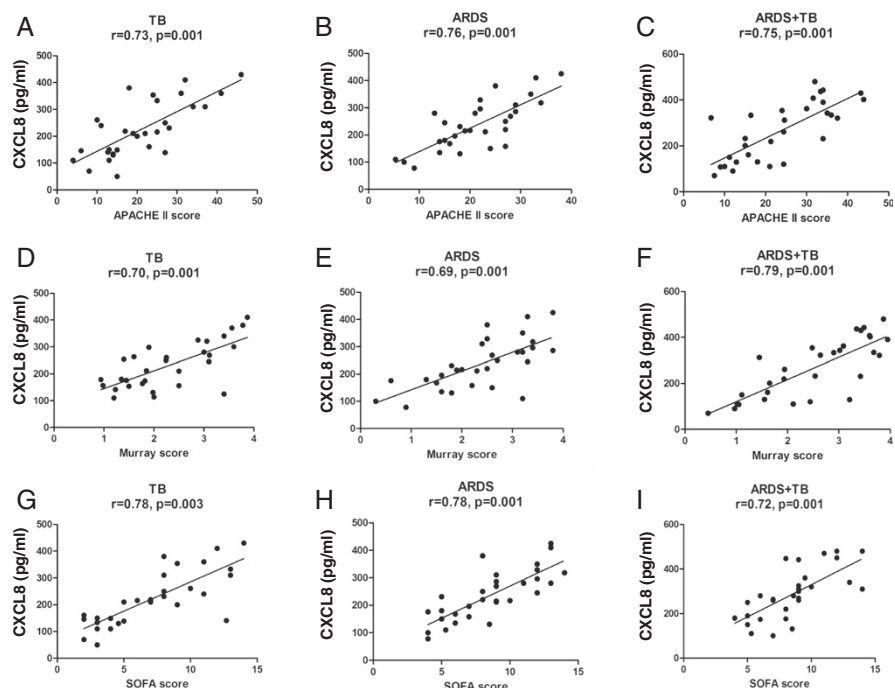 A
TB
r=0.73, p=0.001
CXCL8 (pg/ml)
500
400
300
200
100
0
0 10 20 30 40 50
APACHE II score
B
ARDS
r=0.76, p=0.001
CXCL8 (pg/ml)
500
400
300
200
100
0
0 10 20 30 40
APACHE II score
C
ARDS+TB
r=0.75, p=0.001
CXCL8 (pg/ml)
600
400
200
0
0 10 20 30 40 50
APACHE II score
D
TB
r=0.70, p=0.001
CXCL8 (pg/ml)
500
400
300
200
100
0
0 1 2 3 4
Murray score
E
ARDS
r=0.69, p=0.001
CXCL8 (pg/ml)
500
400
300
200
100
0
0 1 2 3 4
Murray score
F
ARDS+TB
r=0.79, p=0.001
CXCL8 (pg/ml)
600
400
200
0
0 1 2 3 4
Murray score
G
TB
r=0.78, p=0.003
CXCL8 (pg/ml)
500
400
300
200
100
0
0 5 10 15
SOFA score
H
ARDS
r=0.78, p=0.001
CXCL8 (pg/ml)
500
400
300
200
100
0
0 5 10 15
SOFA score
I
ARDS+TB
r=0.72, p=0.001
CXCL8 (pg/ml)
600
400
200
0
0 5 10 15
SOFA score